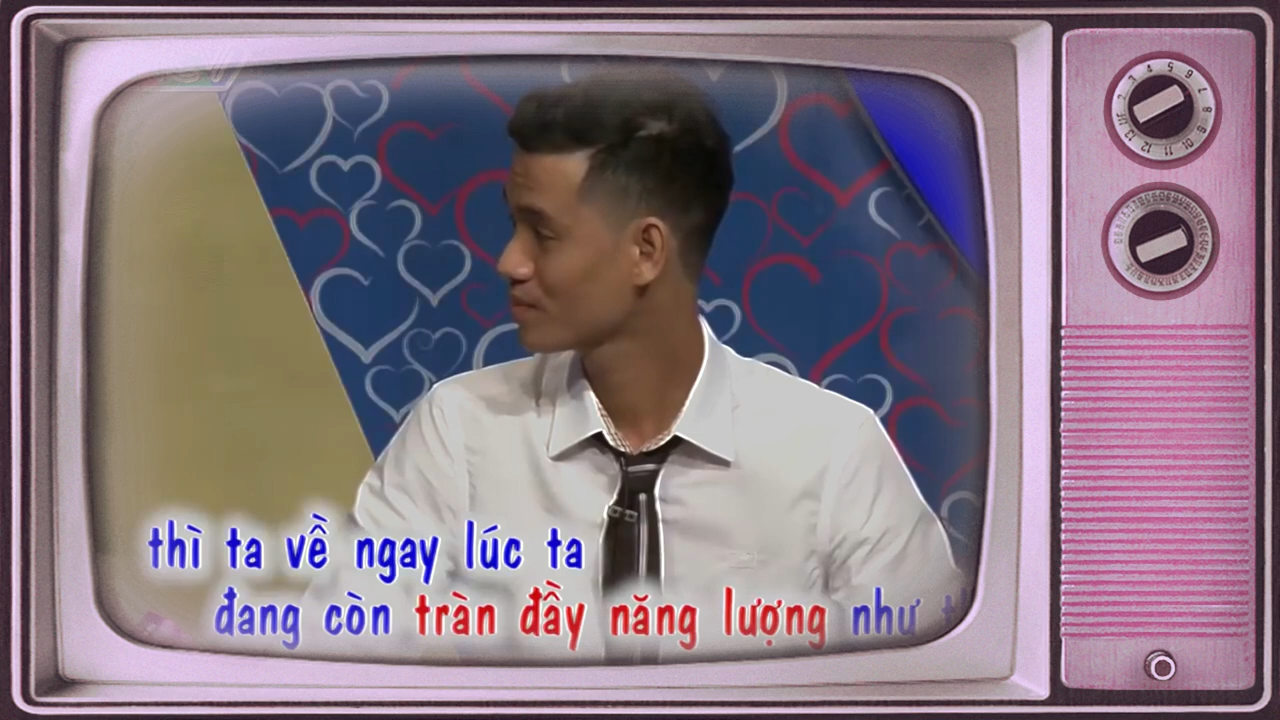 thì ta về ngay lúc ta
đang còn tràn đầy năng lượng như